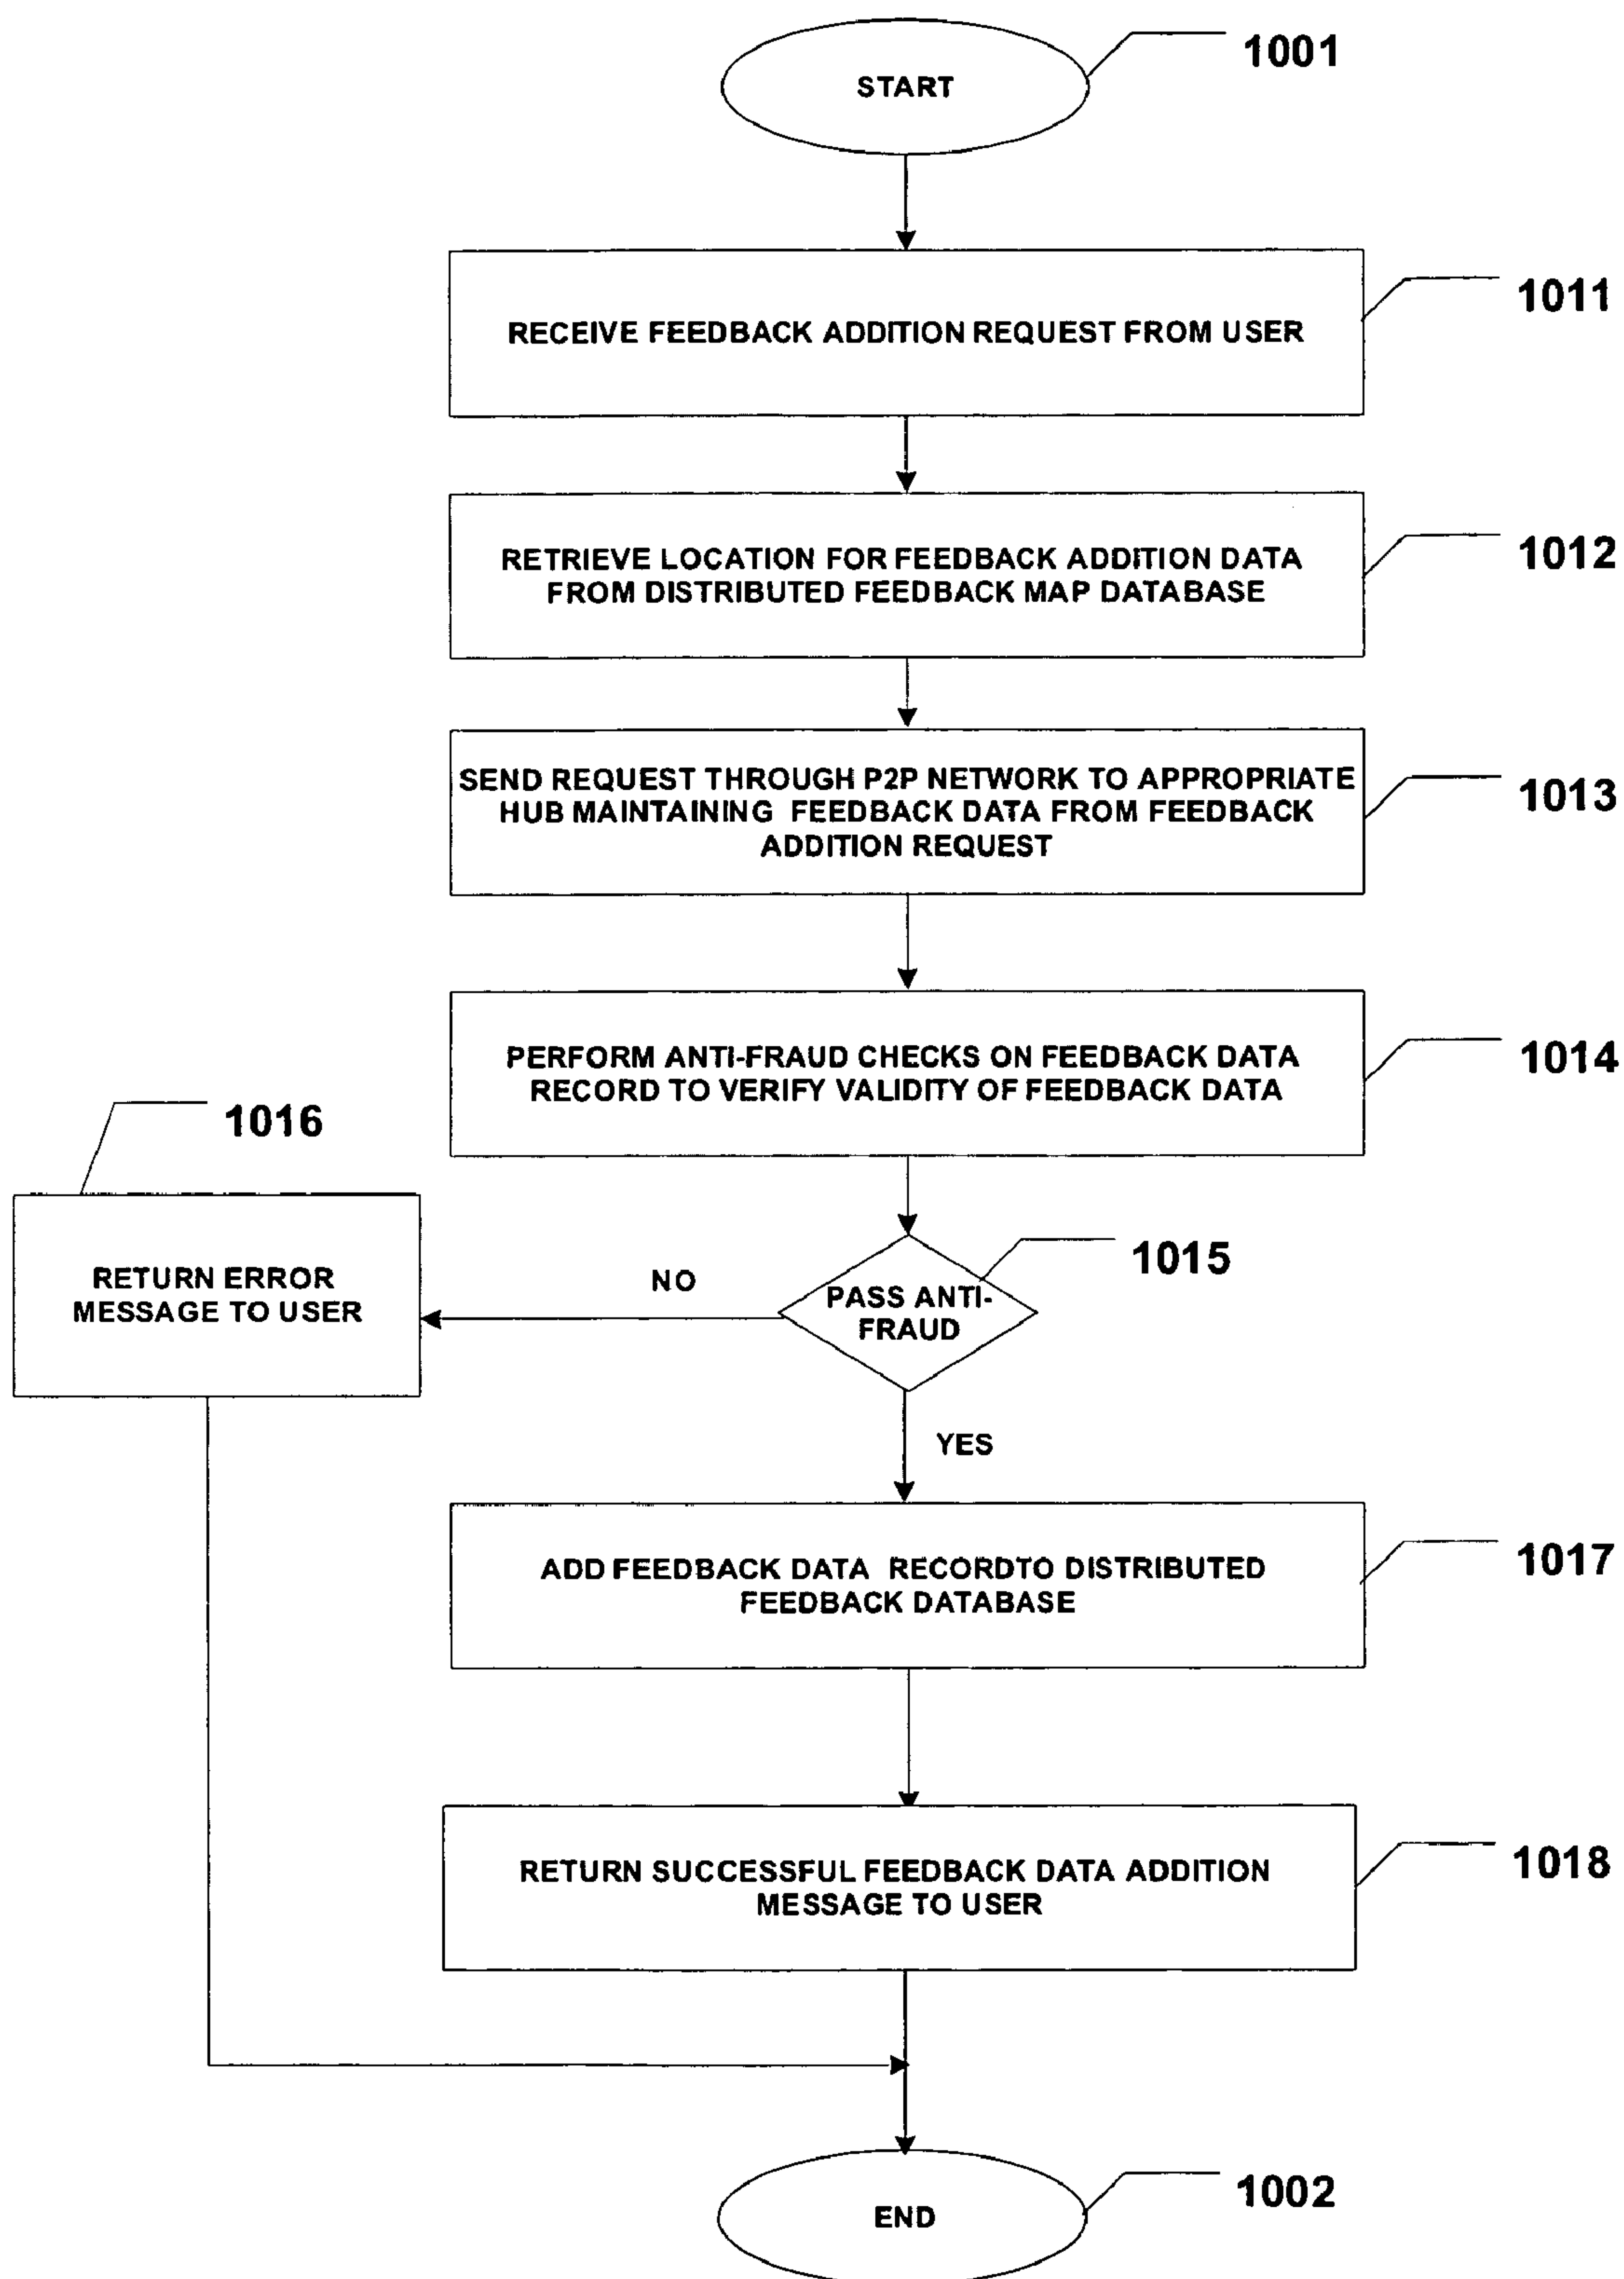 START
1001
RECEIVE FEEDBACK ADDITION REQUEST FROM USER
1011
RETRIEVE LOCATION FOR FEEDBACK ADDITION DATA
FROM DISTRIBUTED FEEDBACK MAP DATABASE
1012
SEND REQUEST THROUGH P2P NETWORK TO APPROPRIATE
HUB MAINTAINING FEEDBACK DATA FROM FEEDBACK
ADDITION REQUEST
1013
PERFORM ANTI-FRAUD CHECKS ON FEEDBACK DATA
RECORD TO VERIFY VALIDITY OF FEEDBACK DATA
1014
1016
RETURN ERROR
MESSAGE TO USER
NO
PASS ANTI-
FRAUD
1015
YES
ADD FEEDBACK DATA RECORDTO DISTRIBUTED
FEEDBACK DATABASE
1017
RETURN SUCCESSFUL FEEDBACK DATA ADDITION
MESSAGE TO USER
1018
END
1002